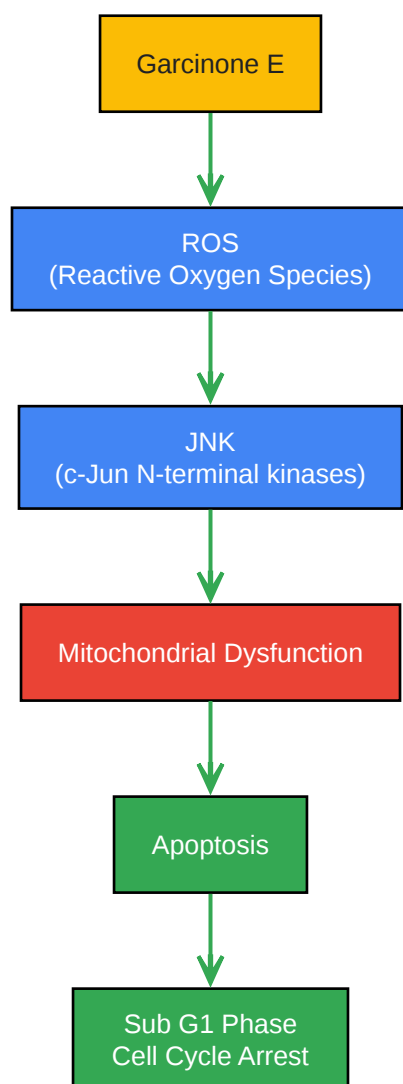 Garcinone E
ROS
(Reactive Oxygen Species)
JNK
(c-Jun N-terminal kinases)
Mitochondrial Dysfunction
Apoptosis
Sub G1 Phase
Cell Cycle Arrest